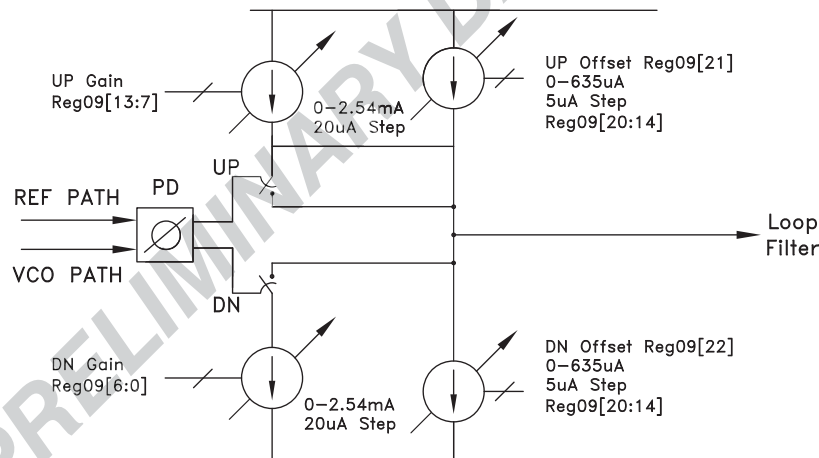 UP Gain
Reg09[13:7]
0-2.54mA
20uA Step
UP Offset Reg09[21]
0-635uA
5uA Step
Reg09[20:14]
UP
PD
REF PATH
VCO PATH
Loop
Filter
DN
DN Gain
Reg09[6:0]
0-2.54mA
20uA Step
DN Offset Reg09[22]
0-635uA
5uA Step
Reg09[20:14]
PRELIMINARY